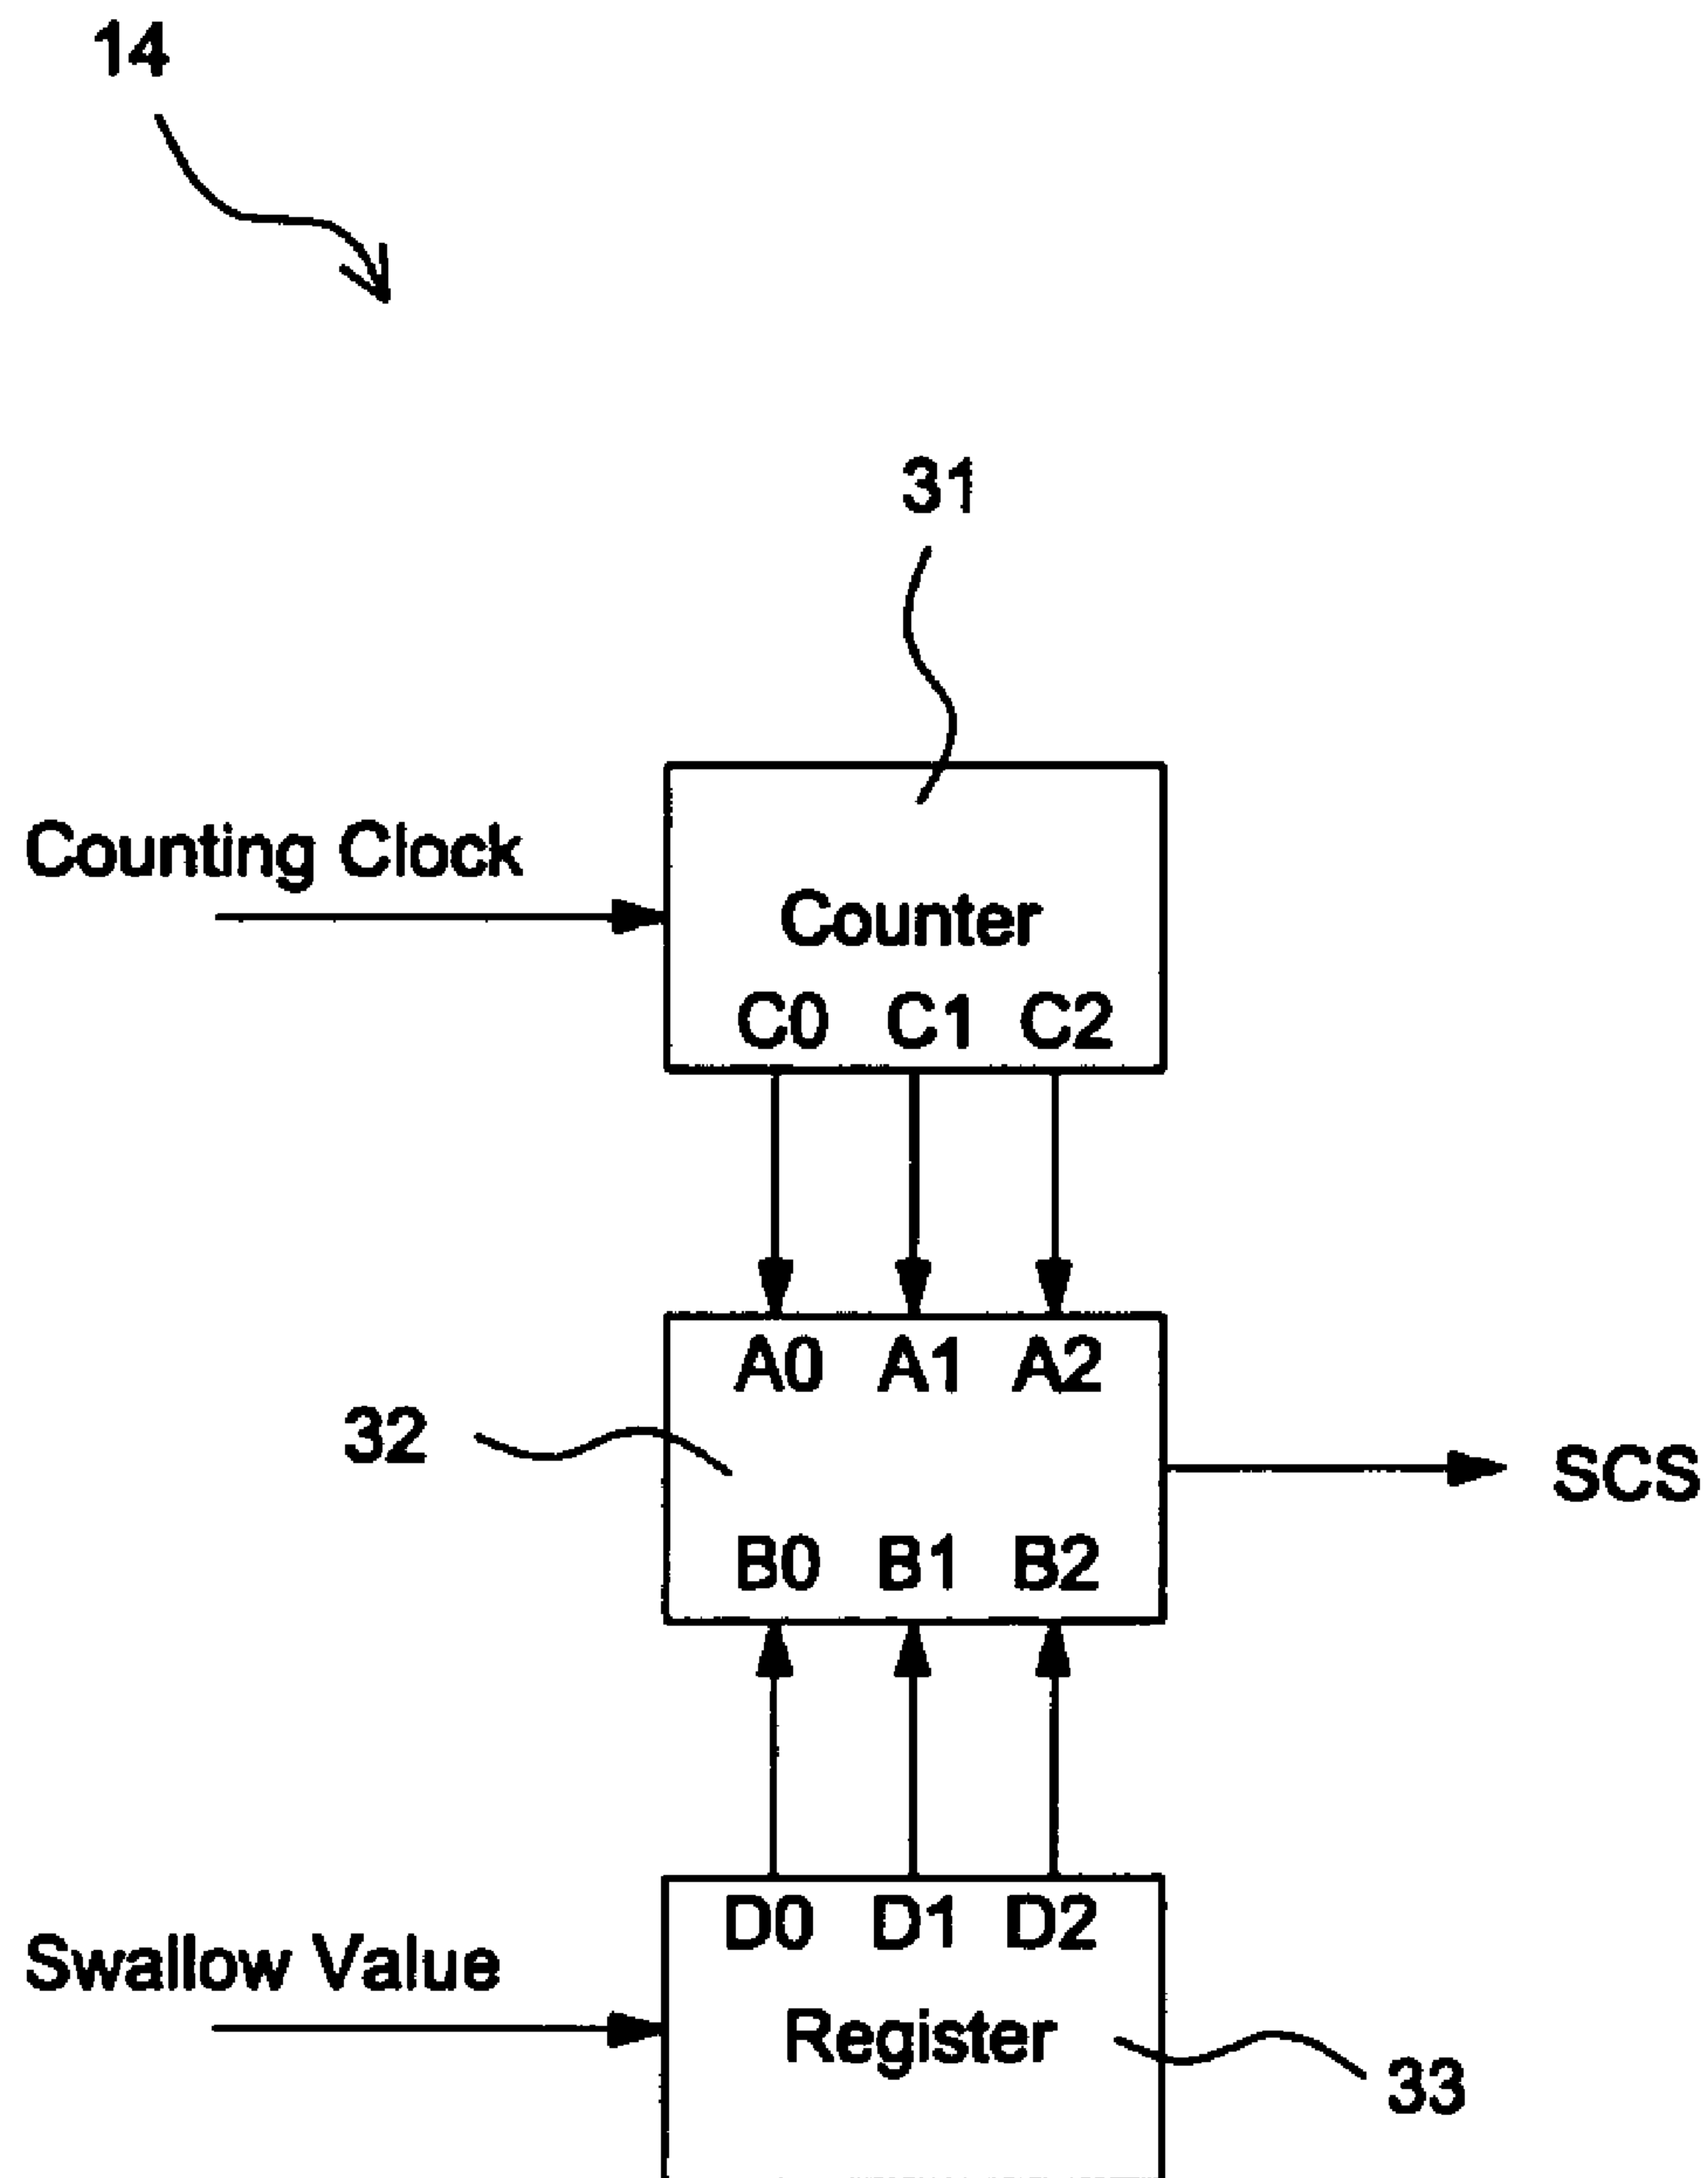 14
31
Counting Clock
Counter
C0 C1 C2
A0 A1 A2
32
SCS
B0 B1 B2
D0 D1 D2
Swallow Value
Register
33